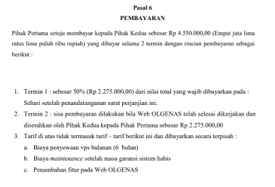 Pasal 6
PEMBAYARAN
Pihak Pertama setuju membayar kepada Pihak Kedua sebesar Rp 4.550.000,00 (Empat juta lima
ratus lima puluh ribu rupiah) yang dibayar selama 2 termin dengan rincian pembayaran sebagai
berikut :
1. Termin 1 : sebesar 50% (Rp 2.275.000,00) dari nilai total yang wajib dibayarkan pada :
Sehari setelah penandatanganan surat perjanjian ini.
2. Termin 2 : sisa pembayaran dilakukan bila Web OLGENAS telah selesai dikerjakan dan
diserahkan oleh Pihak Kedua kepada Pihak Pertama sebesar Rp 2.275.000,00
3. Tarif di atas tidak termasuk tarif – tarif berikut ini dan dibayarkan secara terpisah :
a. Biaya penyewaan vps bulanan (6 bulan)
b. Biaya maintenance setelah masa garansi sistem habis
c. Penambahan fitur pada Web OLGENAS